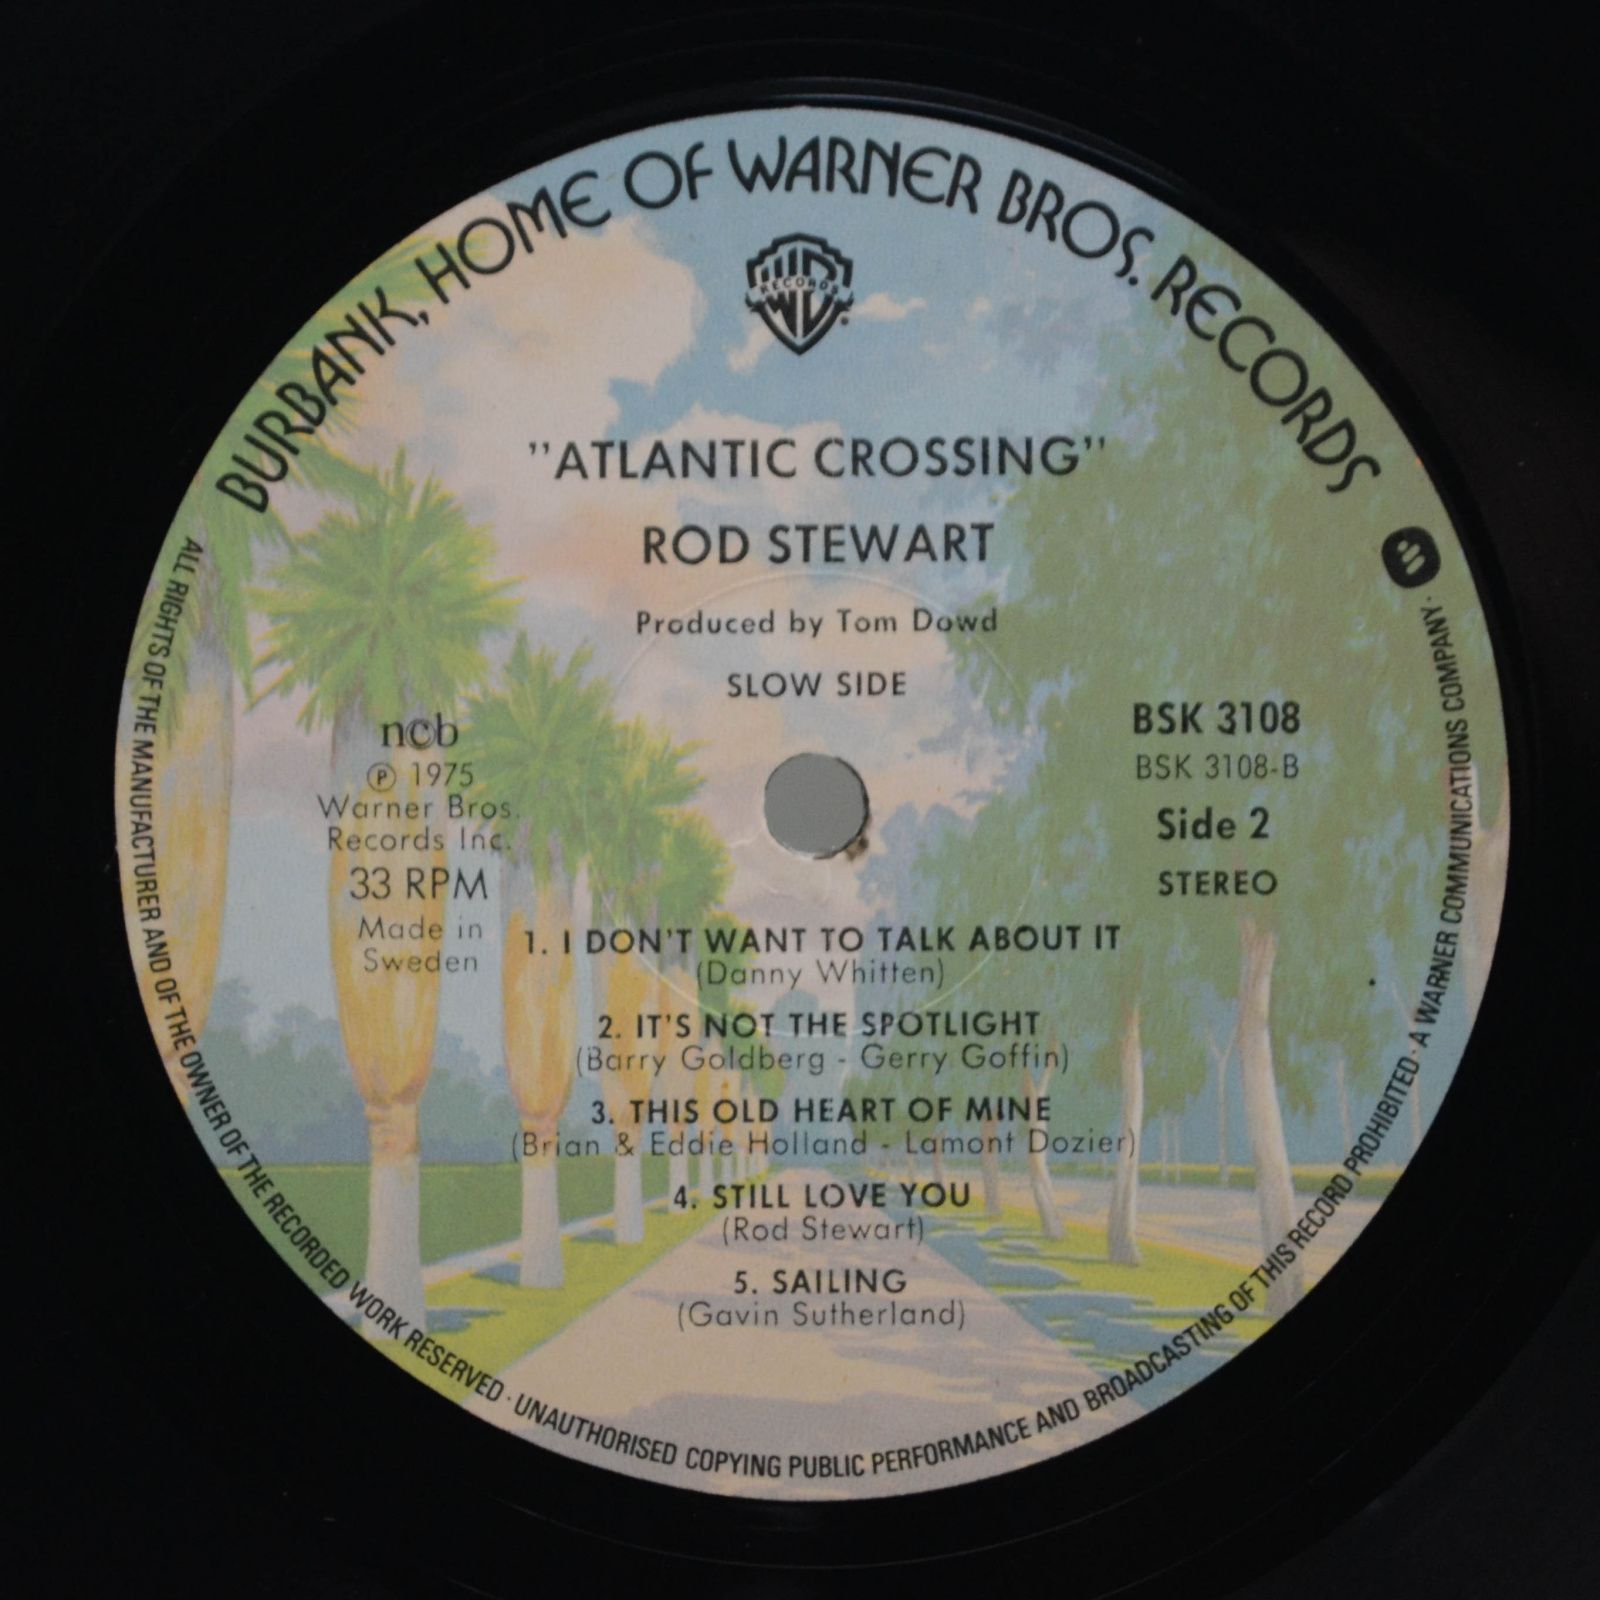 BURBANK, HOME OF WARNER BROS. RECORDS
WB
RECORDS
"ATLANTIC CROSSING"
ROD STEWART
Produced by Tom Dowd
SLOW SIDE
ncb
℗ 1975
Warner Bros.
Records Inc.
33 RPM
Made in
Sweden
BSK 3108
BSK 3108-B
Side 2
STEREO
1. I DON'T WANT TO TALK ABOUT IT
(Danny Whitten)
2. IT'S NOT THE SPOTLIGHT
(Barry Goldberg - Gerry Goffin)
3. THIS OLD HEART OF MINE
(Brian & Eddie Holland - Lamont Dozier)
4. STILL LOVE YOU
(Rod Stewart)
5. SAILING
(Gavin Sutherland)
ALL RIGHTS OF THE MANUFACTURER AND OF THE OWNER OF THE RECORDED WORK RESERVED · UNAUTHORISED COPYING PUBLIC PERFORMANCE AND BROADCASTING OF THIS RECORD PROHIBITED · A WARNER COMMUNICATIONS COMPANY ·